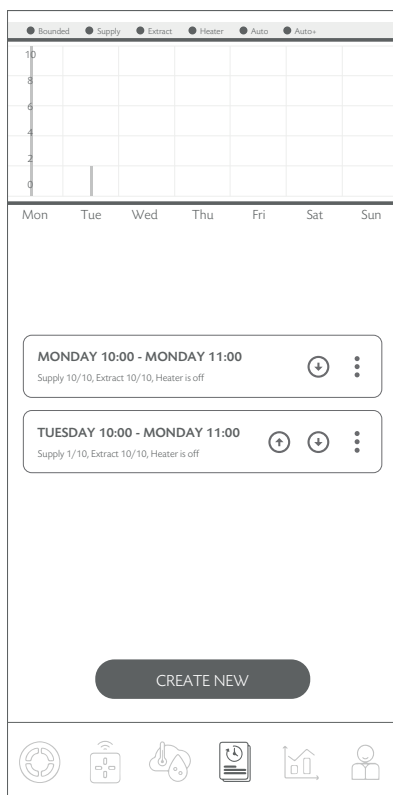 Bounded Supply Extract Heater Auto Auto+
10
8
6
4
2
0
Mon Tue Wed Thu Fri Sat Sun
MONDAY 10:00 - MONDAY 11:00
Supply 10/10, Extract 10/10, Heater is off
TUESDAY 10:00 - MONDAY 11:00
Supply 1/10, Extract 10/10, Heater is off
CREATE NEW